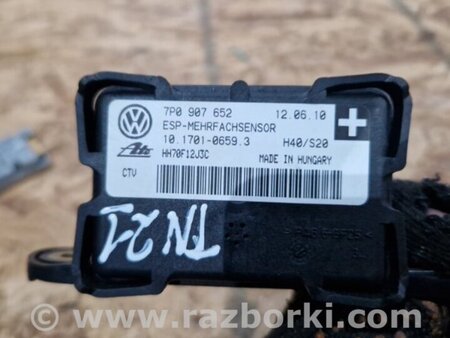 7P0 907 652 12.06.10
ESP-MEHRFACHSENSOR
10.1701-0659.3 H40/S20
Ate HH70F12J3C MADE IN HUNGARY
CTV
TN 21
www.razborki.com